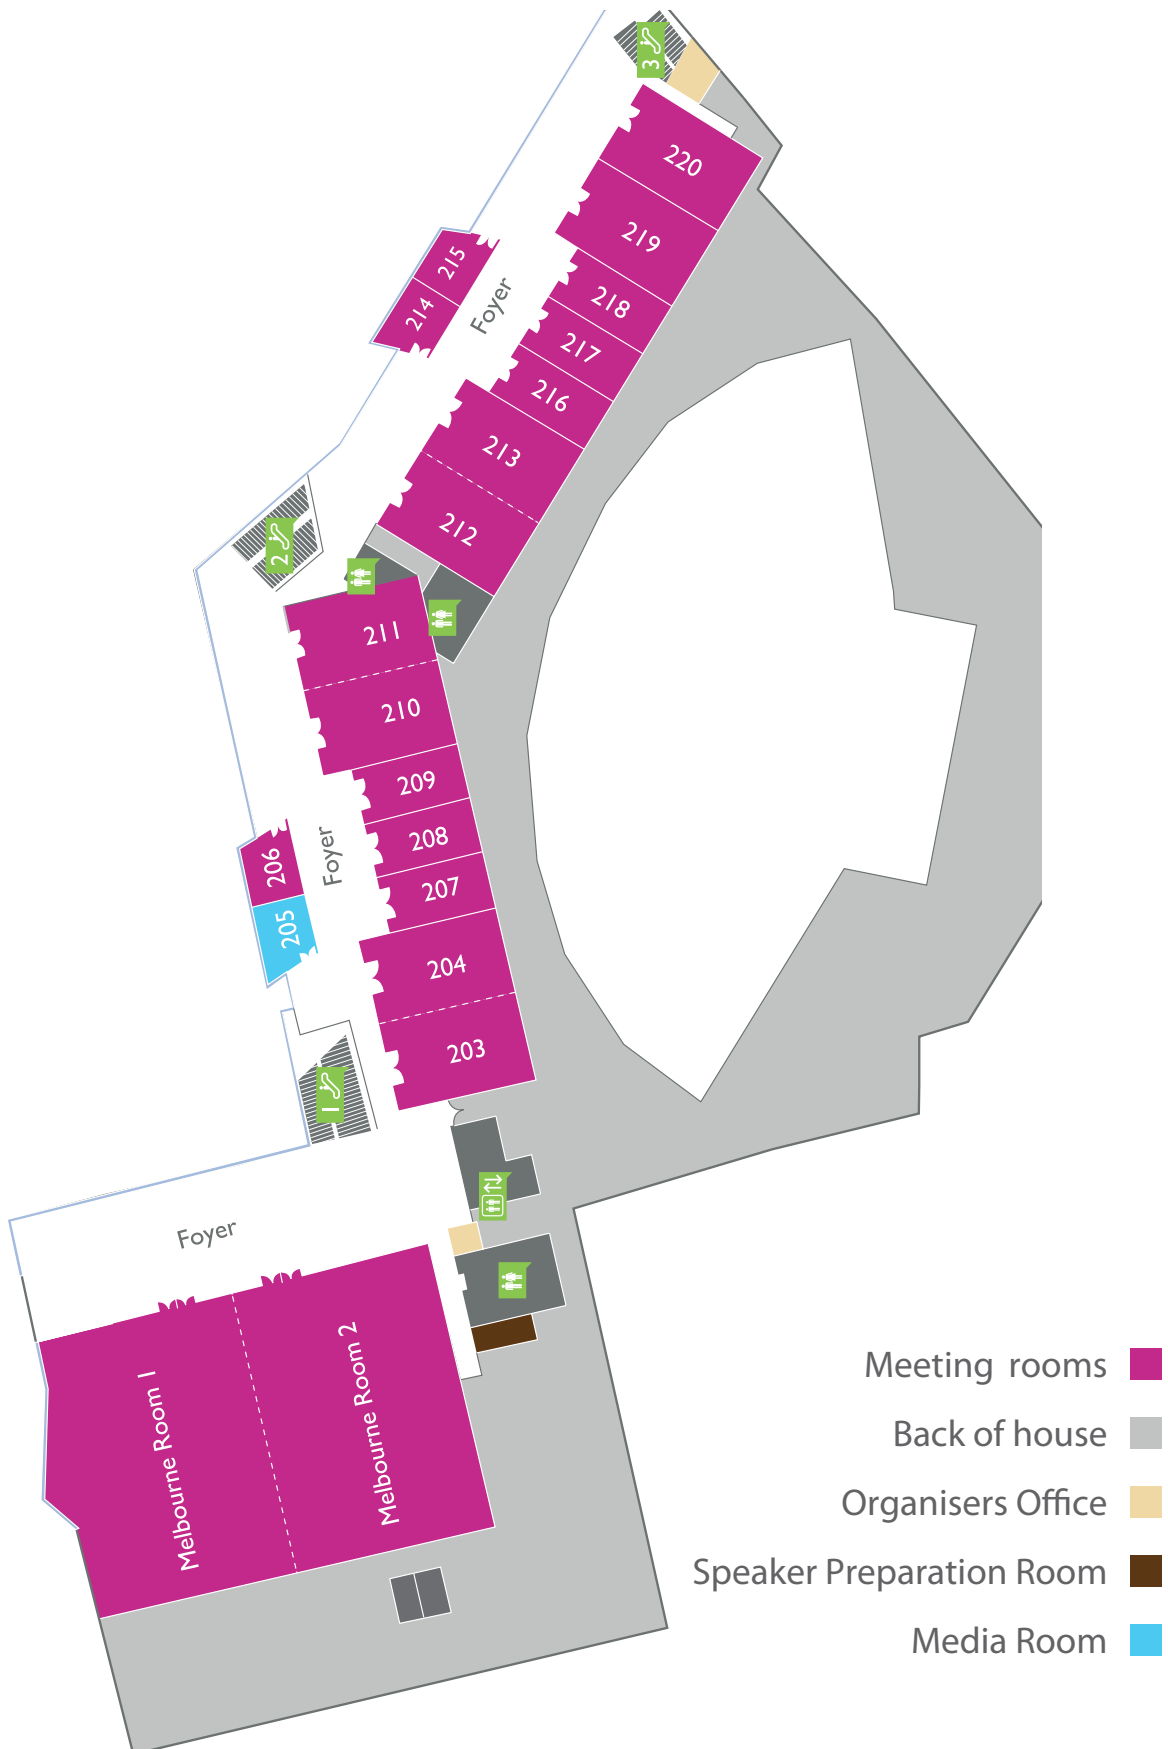 3
220
219
215
218
214
Foyer
217
216
213
212
2
211
210
209
208
206
Foyer
207
205
204
203
1
Foyer
Melbourne Room 1
Melbourne Room 2
Meeting rooms
Back of house
Organisers Office
Speaker Preparation Room
Media Room